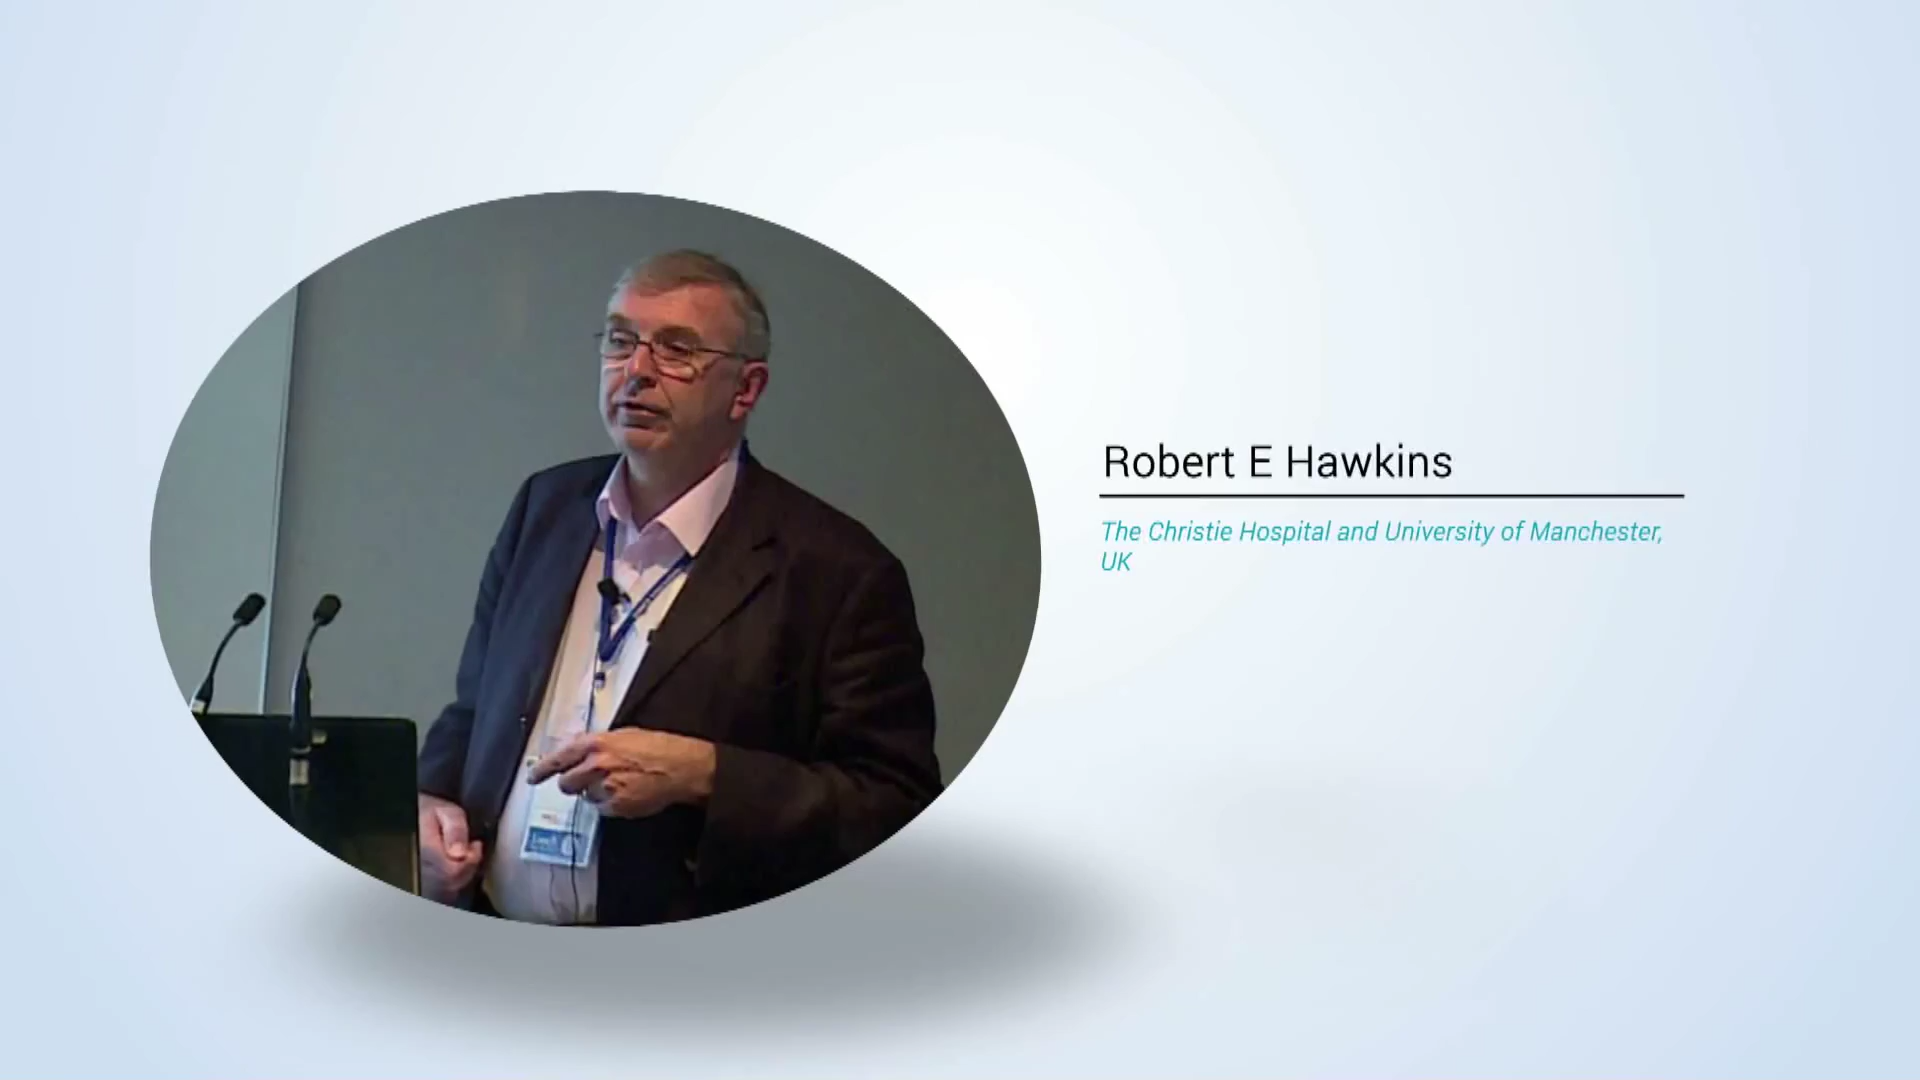 Robert E Hawkins
The Christie Hospital and University of Manchester,
UK